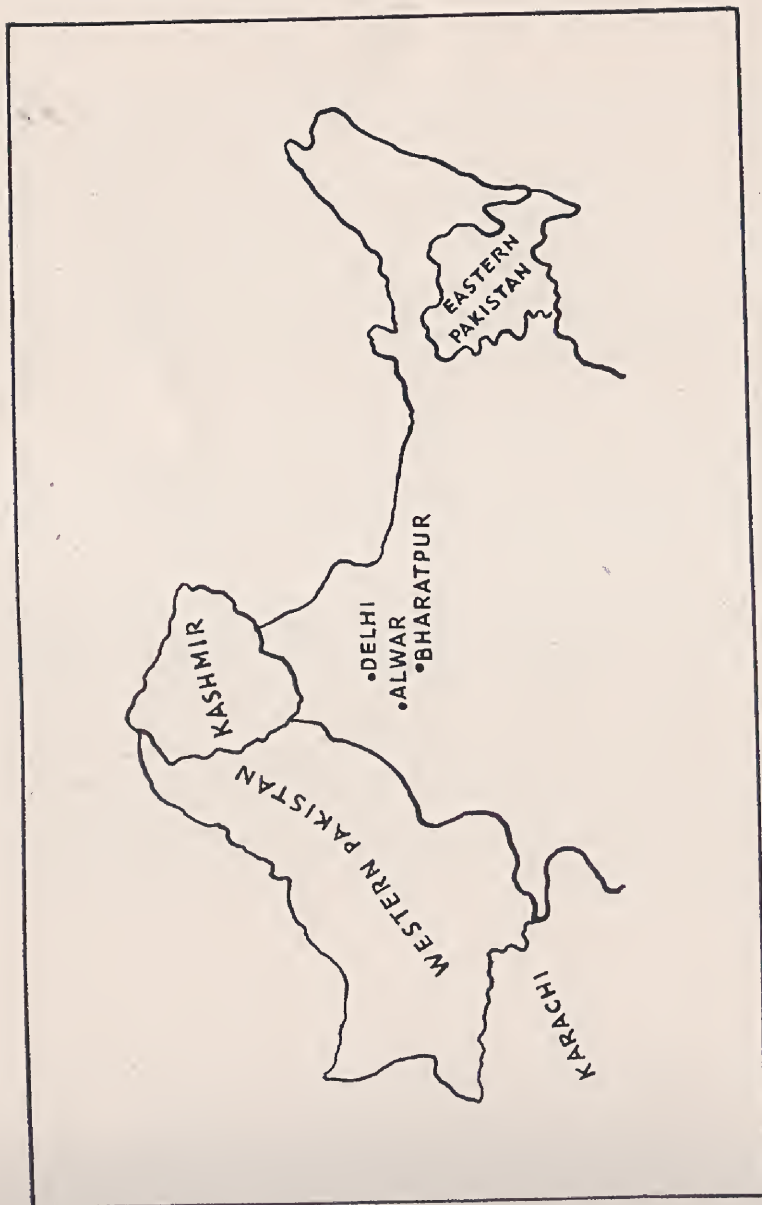 KASHMIR
WESTERN PAKISTAN
•DELHI
•ALWAR
•BHARATPUR
EASTERN
PAKISTAN
KARACHI